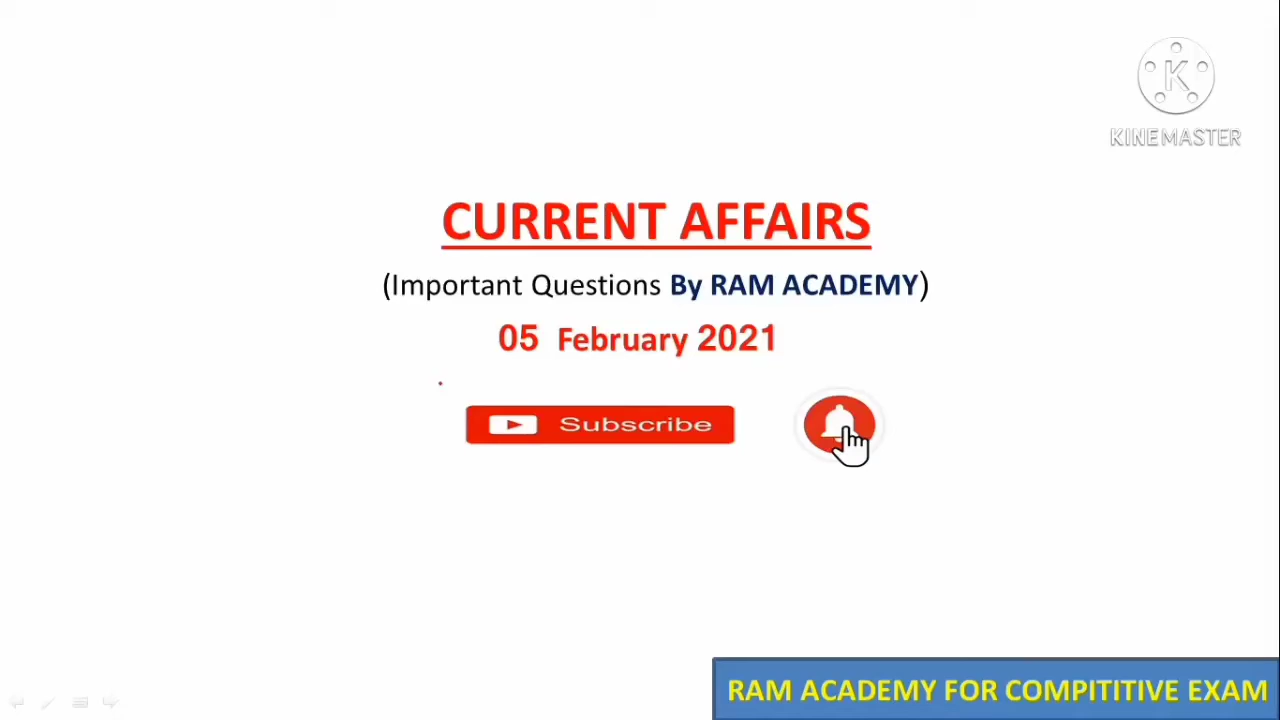 K
KINEMASTER
CURRENT AFFAIRS
(Important Questions By RAM ACADEMY)
05 February 2021
Subscribe
RAM ACADEMY FOR COMPITITIVE EXAM